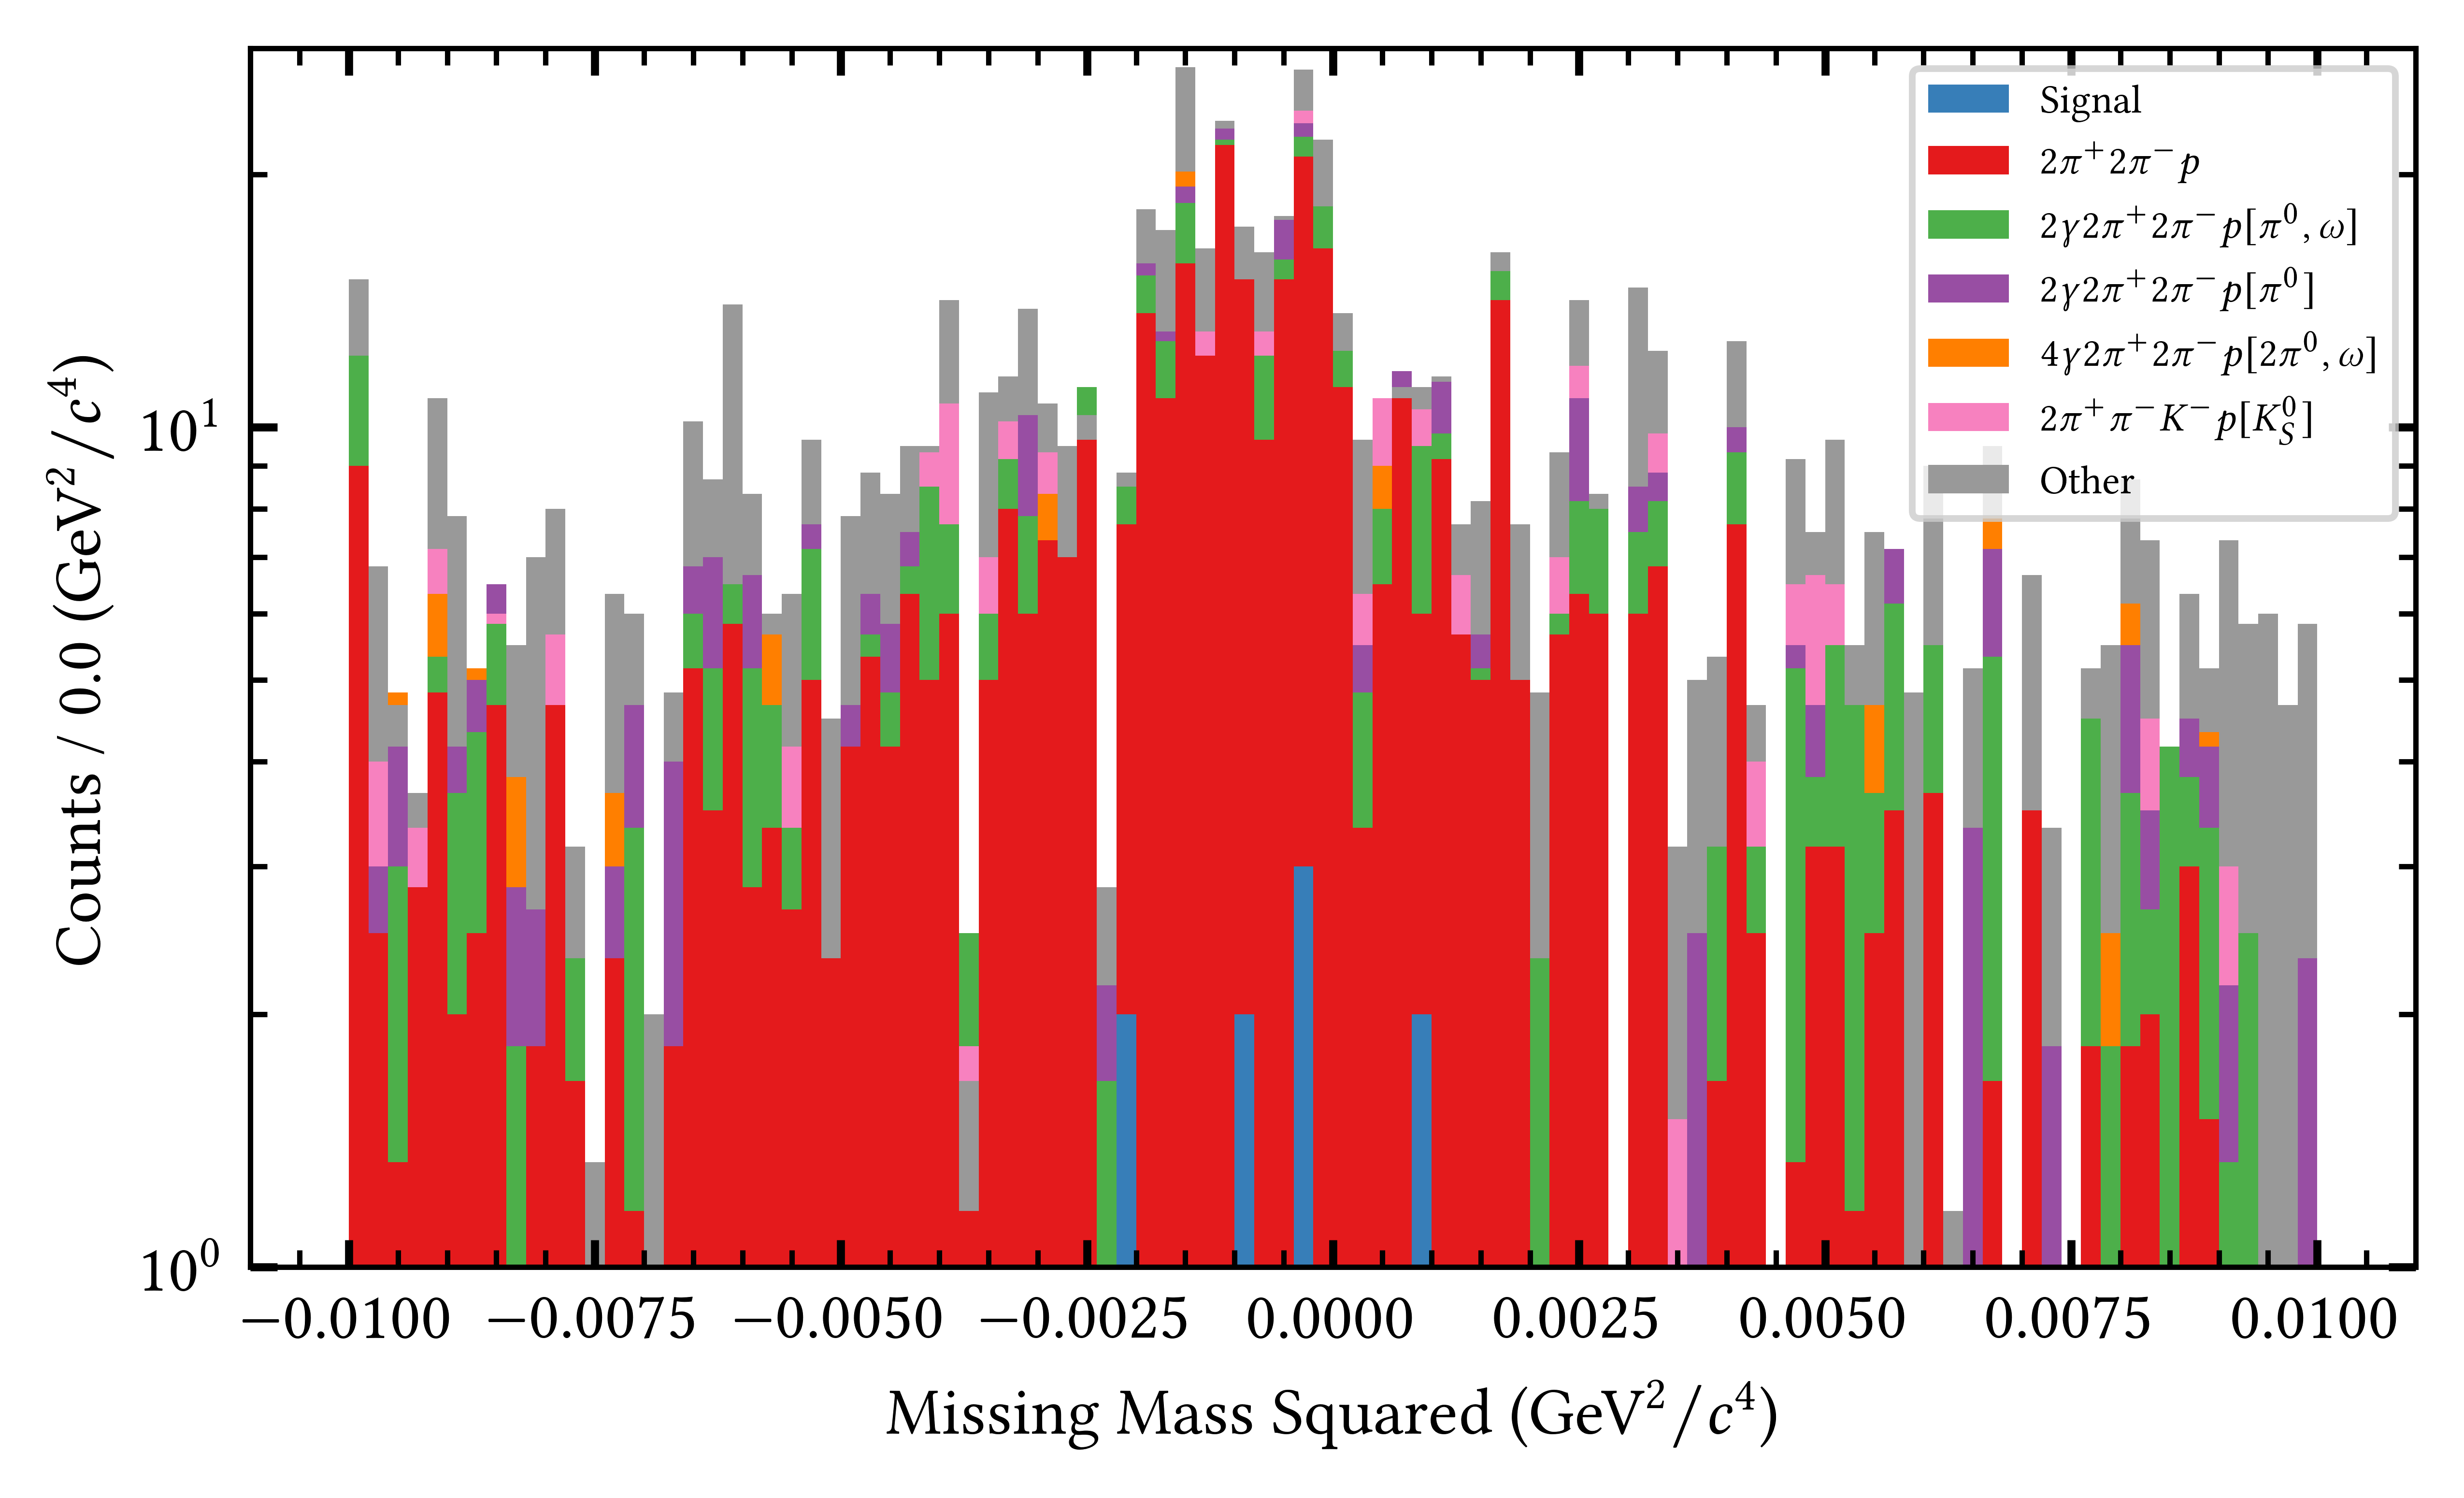 Counts / 0.0 (GeV²/c⁴)
10¹
10⁰
Signal
2π⁺2π⁻p
2γ2π⁺2π⁻p[π⁰, ω]
2γ2π⁺2π⁻p[π⁰]
4γ2π⁺2π⁻p[2π⁰, ω]
2π⁺π⁻K⁻p[K⁰_S]
Other
−0.0100 −0.0075 −0.0050 −0.0025 0.0000 0.0025 0.0050 0.0075 0.0100
Missing Mass Squared (GeV²/c⁴)